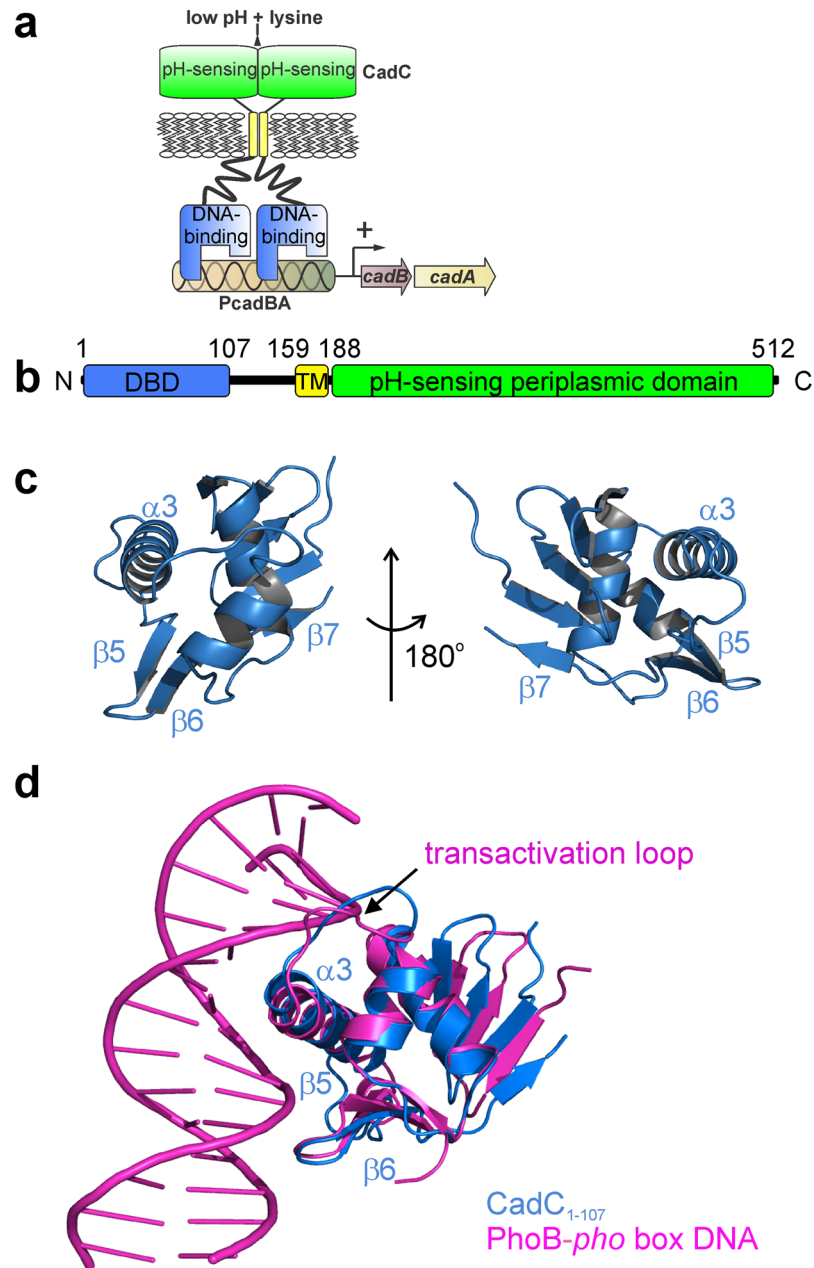 a
low pH + lysine
pH-sensing pH-sensing CadC
DNA-binding DNA-binding
+
cadB cadA
PcadBA
b
1 107 159 188 512
N DBD TM pH-sensing periplasmic domain C
c
α3 α3
β5 β7 β6
180°
β5 β7 β6
d
transactivation loop
α3
β5
β6
CadC1-107
PhoB-pho box DNA